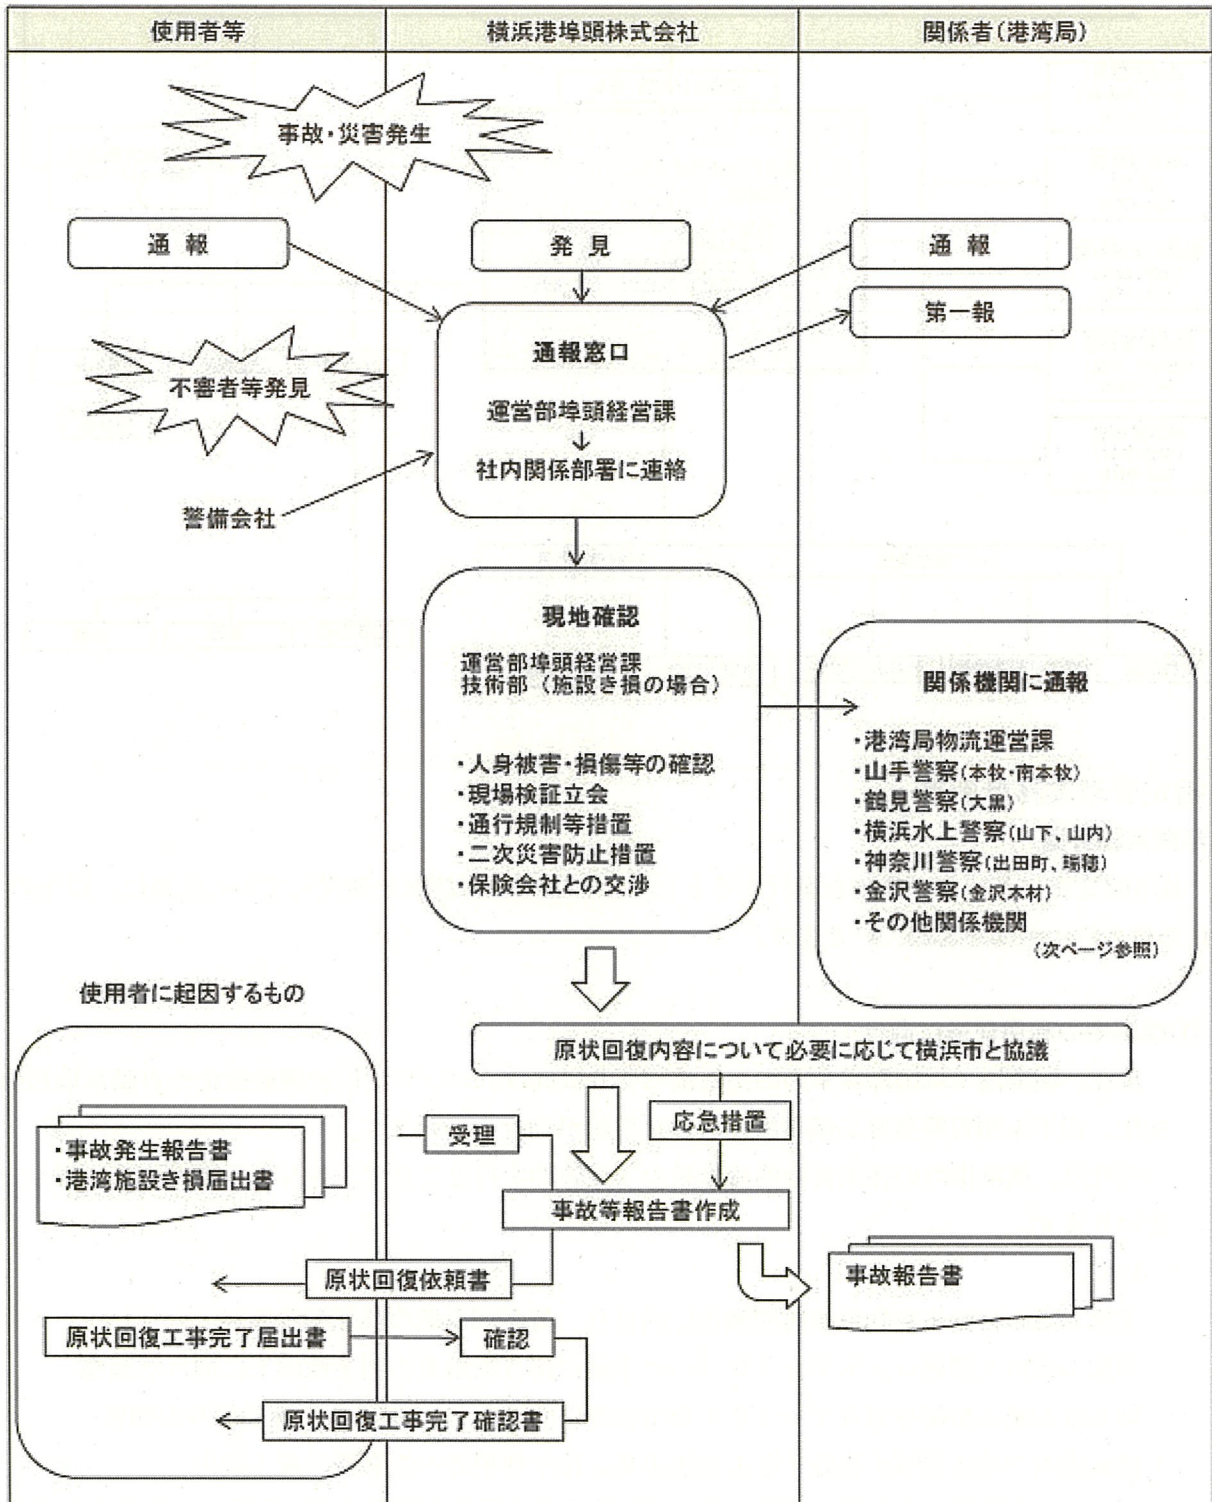 使用者等
横浜港埠頭株式会社
関係者(港湾局)
事故・災害発生
通 報
発 見
通 報
第一報
通報窓口
運営部埠頭経営課
社内関係部署に連絡
不審者等発見
警備会社
現地確認
運営部埠頭経営課
技術部（施設き損の場合）
・人身被害・損傷等の確認
・現場検証立会
・通行規制等措置
・二次災害防止措置
・保険会社との交渉
関係機関に通報
・港湾局物流運営課
・山手警察(本牧・南本牧)
・鶴見警察(大黒)
・横浜水上警察(山下、山内)
・神奈川警察(出田町、瑞穂)
・金沢警察(金沢木材)
・その他関係機関
(次ページ参照)
使用者に起因するもの
原状回復内容について必要に応じて横浜市と協議
受理
応急措置
・事故発生報告書
・港湾施設き損届出書
事故等報告書作成
原状回復依頼書
事故報告書
原状回復工事完了届出書
確認
原状回復工事完了確認書